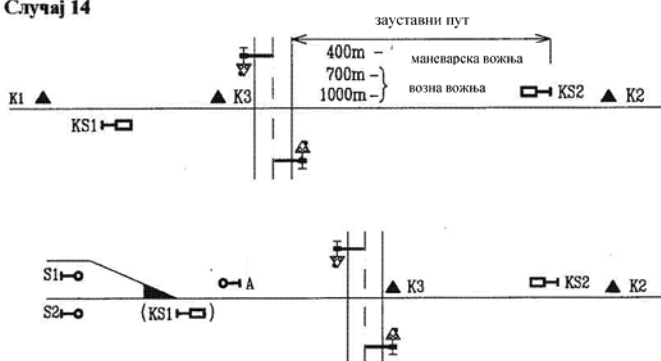 Случај 14
зауставни пут
400m – маневарска вожња
700m –
1000m – возна вожња
K1 K3 KS2 K2
KS1
S1 A K3 KS2 K2
S2 (KS1)